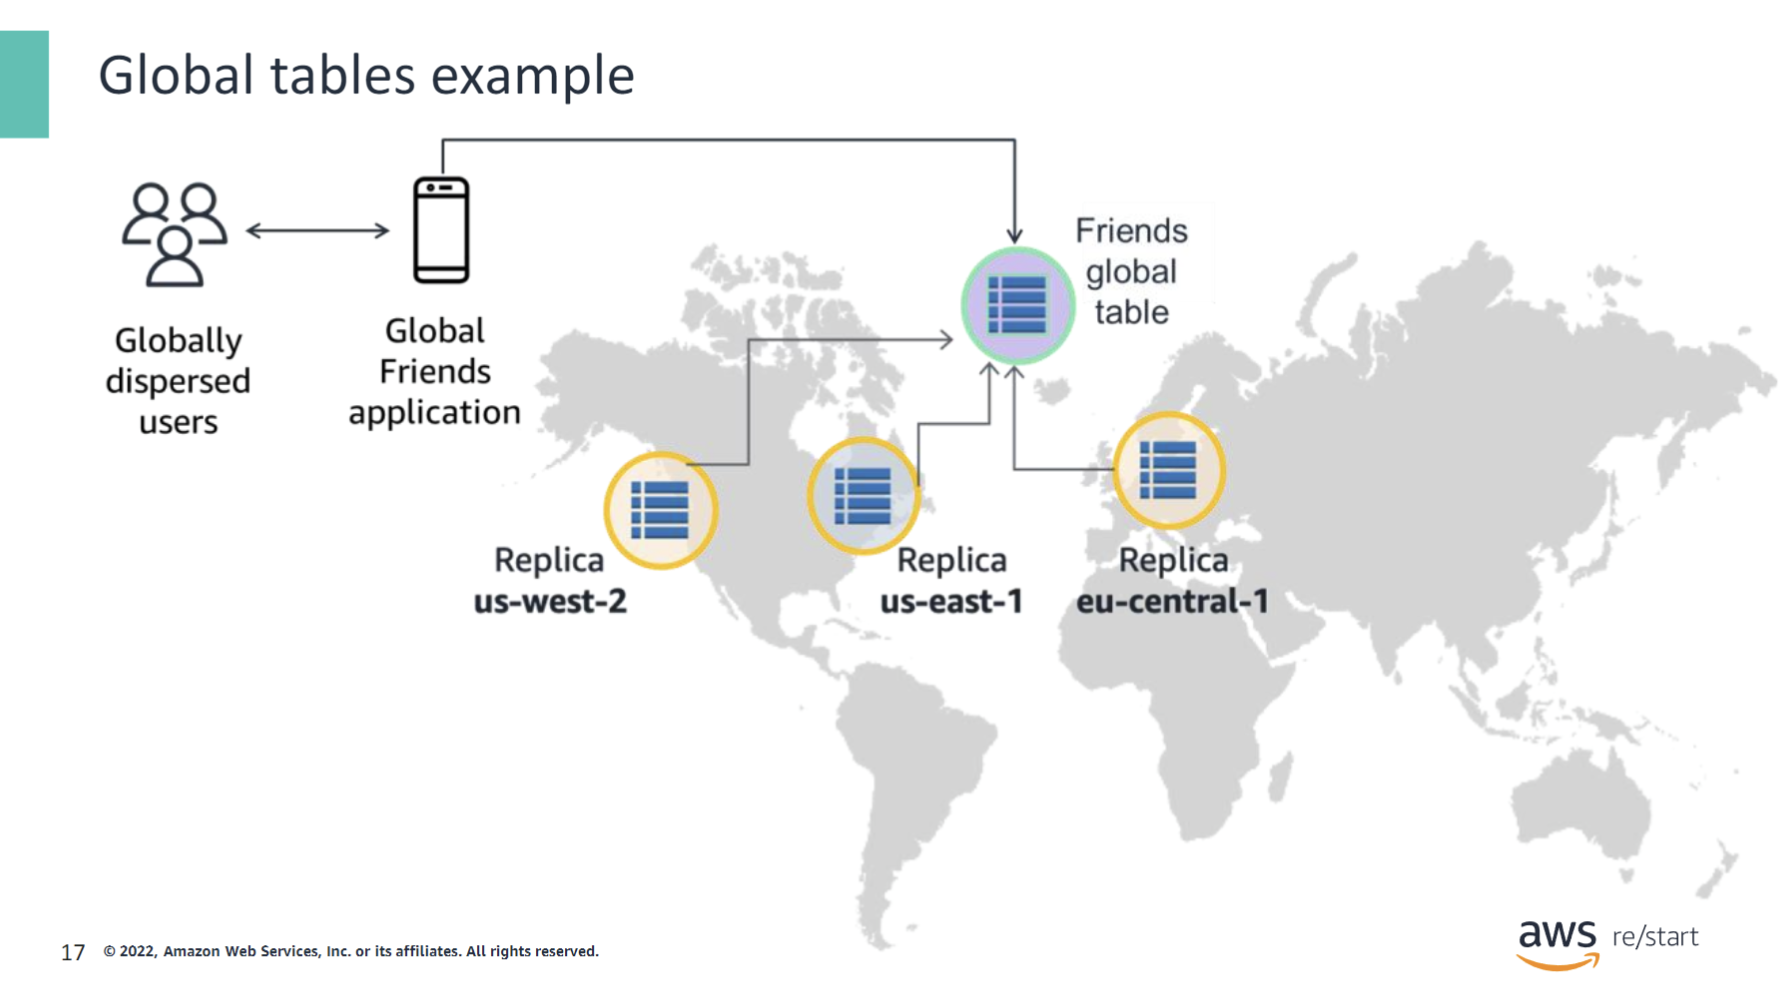 Global tables example
Friends
global
table
Globally
dispersed
users
Global
Friends
application
Replica
us-west-2
Replica
us-east-1
Replica
eu-central-1
17
© 2022, Amazon Web Services, Inc. or its affiliates. All rights reserved.
aws re/start